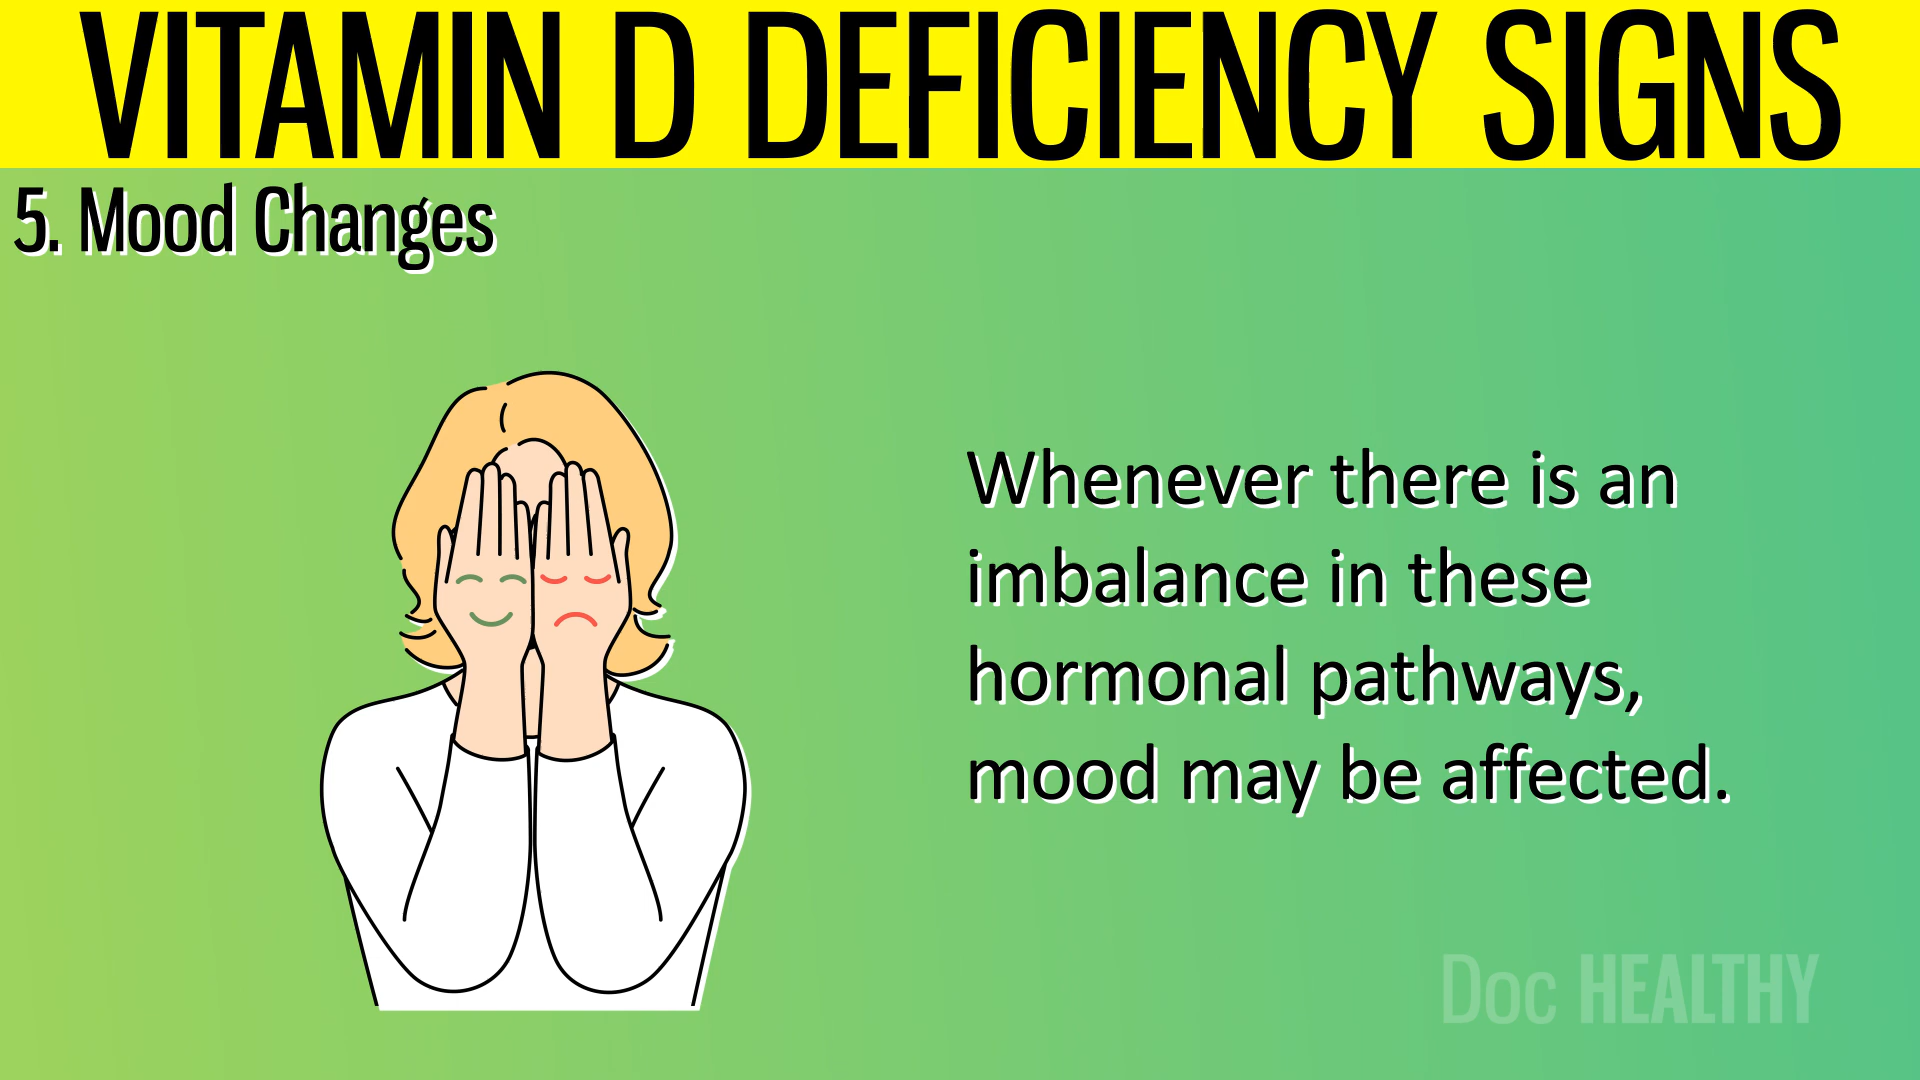 VITAMIN D DEFICIENCY SIGNS
5. Mood Changes
Whenever there is an
imbalance in these
hormonal pathways,
mood may be affected.
Doc HEALTHY